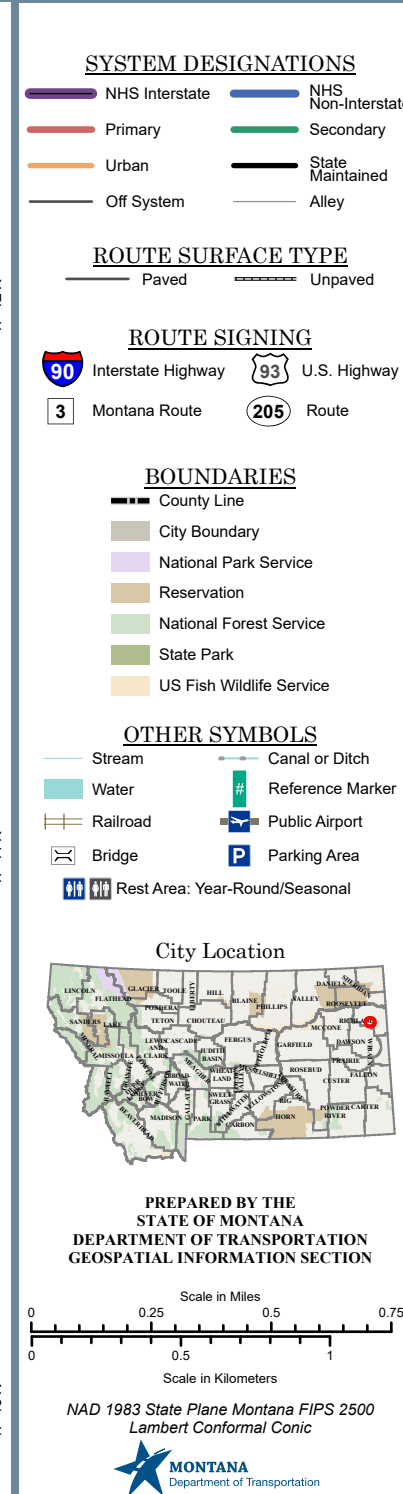 SYSTEM DESIGNATIONS
NHS Interstate
NHS
Non-Interstate
Primary
Secondary
Urban
State
Maintained
Off System
Alley
ROUTE SURFACE TYPE
Paved
Unpaved
ROUTE SIGNING
90 Interstate Highway
93 U.S. Highway
3 Montana Route
205 Route
BOUNDARIES
County Line
City Boundary
National Park Service
Reservation
National Forest Service
State Park
US Fish Wildlife Service
OTHER SYMBOLS
Stream
Canal or Ditch
Water
# Reference Marker
Railroad
Public Airport
Bridge
P Parking Area
Rest Area: Year-Round/Seasonal
City Location
LINCOLN
FLATHEAD
GLACIER
TOOLE
LIBERTY
HILL
BLAINE
PHILLIPS
VALLEY
DANIELS
SHERIDAN
ROOSEVELT
PONDERA
TETON
CHOUTEAU
SANDERS
LAKE
MINERAL
MISSOULA
LEWIS
AND
CLARK
CASCADE
JUDITH
BASIN
FERGUS
GARFIELD
MCCONE
DAWSON
WIBAUX
PRAIRIE
FALLON
CUSTER
ROSEBUD
POWDER
RIVER
CARTER
BIG
HORN
YELLOWSTONE
CARBON
STILLWATER
SWEET
GRASS
WHEAT
LAND
MEAGHER
PARK
GALLATIN
MADISON
BEAVERHEAD
RAVALLI
PREPARED BY THE
STATE OF MONTANA
DEPARTMENT OF TRANSPORTATION
GEOSPATIAL INFORMATION SECTION
Scale in Miles
0 0.25 0.5 0.75
0 0.5 1
Scale in Kilometers
NAD 1983 State Plane Montana FIPS 2500
Lambert Conformal Conic
MONTANA
Department of Transportation